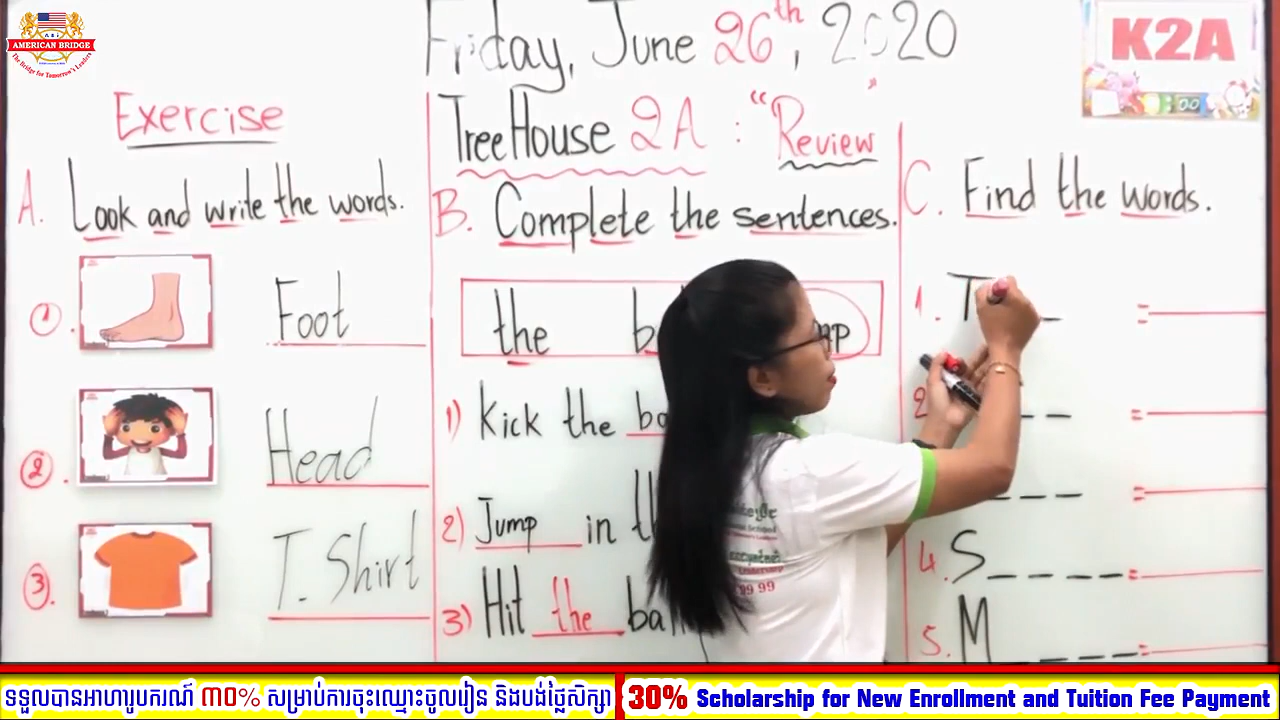 AMERICAN BRIDGE
The Bridge for Tomorrow's Leaders
Friday, June 26th, 2020
K2A
TreeHouse 2A : "Review"
Exercise
A. Look and write the words.
1. Foot
2. Head
3. T.Shirt
B. Complete the sentences.
the
1) Kick the
2) Jump in
3) Hit the
C. Find the words.
1. T _ =
2 _ _ =
_ _ _ =
4. S _ _ _ _ =
5. M _ _ _ _ =
99 99
ទទួលបានអាហារូបករណ៍ ៣០% សម្រាប់ការចុះឈ្មោះចូលរៀន និងបង់ថ្លៃសិក្សា
30% Scholarship for New Enrollment and Tuition Fee Payment